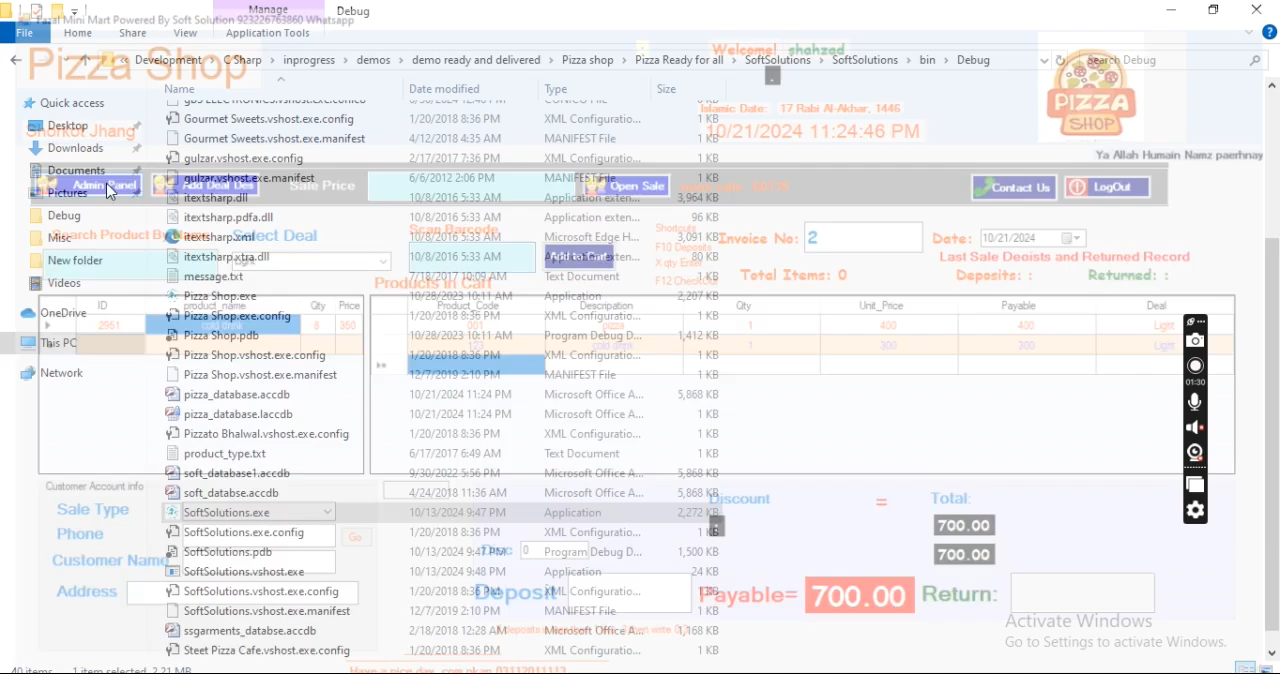 Manage
Debug
Fazal Mini Mart Powered By Soft Solution 923226763860 Whatsapp
File
Home
Share
View
Application Tools
Pizza Shop
Welcome! shahzad
Development
C Sharp
inprogress
demos
demo ready and delivered
Pizza shop
Pizza Ready for all
SoftSolutions
SoftSolutions
bin
Debug
Search Debug
Name
Date modified
Type
Size
PIZZA
SHOP
Quick access
Islamic Date: 17 Rabi Al-Akhar, 1446
Gourmet Sweets.vshost.exe.config 1/20/2018 8:36 PM XML Configuratio... 1 KB
Desktop
Shorkot Jhang
10/21/2024 11:24:46 PM
Gourmet Sweets.vshost.exe.manifest 4/12/2018 4:35 AM MANIFEST File 1 KB
Downloads
Ya Allah Humain Namz paerhnay
gulzar.vshost.exe.config 2/17/2017 7:36 PM XML Configuratio... 1 KB
Documents
gulzar.vshost.exe.manifest 6/6/2012 2:06 PM MANIFEST File 1 KB
Admin Panel
Add Deal Des
Sale Price
Open Sale
Contact Us
LogOut
Pictures
itextsharp.dll 10/8/2016 5:33 AM Application exten... 3,964 KB
Debug
itextsharp.pdfa.dll 10/8/2016 5:33 AM Application exten... 96 KB
Misc
Search Product By Name
Select Deal
Scan Barcode
Shortcuts
F10 Deposits
X qty Enter
F12 CheckOut
Invoice No: 2
Date: 10/21/2024
itextsharp.xml 10/8/2016 5:33 AM Microsoft Edge H... 3,091 KB
New folder
itextsharp.xtra.dll 10/8/2016 5:33 AM Application exten... 80 KB
Add to Cart
Last Sale Deoists and Returned Record
Total Items: 0
Deposits: :
Returned: :
message.txt 7/18/2017 10:09 AM Text Document 1 KB
Videos
Products In Cart
Pizza Shop.exe 10/28/2023 10:11 AM Application 2,207 KB
ID product_name Qty Price
Product_Code Description Qty Unit_Price Payable Deal
OneDrive
Pizza Shop.exe.config 1/20/2018 8:36 PM XML Configuratio... 1 KB
2951 cold drink 8 350
001 pizza 1 400 400 Light
Pizza Shop.pdb 10/28/2023 10:11 AM Program Debug D... 1,412 KB
This PC
cold drink 1 300 300 Light
Pizza Shop.vshost.exe.config 1/20/2018 8:36 PM XML Configuratio... 1 KB
Network
Pizza Shop.vshost.exe.manifest 12/7/2019 2:10 PM MANIFEST File 1 KB
01:30
pizza_database.accdb 10/21/2024 11:24 PM Microsoft Office A... 5,868 KB
pizza_database.laccdb 10/21/2024 11:24 PM Microsoft Office A... 1 KB
Pizzato Bhalwal.vshost.exe.config 1/20/2018 8:36 PM XML Configuratio... 1 KB
product_type.txt 6/17/2017 6:49 AM Text Document 1 KB
soft_database1.accdb 9/30/2022 5:56 PM Microsoft Office A... 5,868 KB
Customer Account info
soft_databse.accdb 4/24/2018 11:36 AM Microsoft Office A... 5,868 KB
Discount
=
Total:
Sale Type
SoftSolutions.exe 10/13/2024 9:47 PM Application 2,272 KB
700.00
Phone
SoftSolutions.exe.config 1/20/2018 8:36 PM XML Configuratio... 1 KB
Go
Disc 0
SoftSolutions.pdb 10/13/2024 9:47 PM Program Debug D... 1,500 KB
700.00
Customer Name
SoftSolutions.vshost.exe 10/13/2024 9:48 PM Application 24 KB
Address
SoftSolutions.vshost.exe.config 1/20/2018 8:36 PM XML Configuratio... 1 KB
Deposit
Payable= 700.00
Return:
SoftSolutions.vshost.exe.manifest 12/7/2019 2:10 PM MANIFEST File 1 KB
Activate Windows
ssgarments_databse.accdb 2/18/2018 12:28 AM Microsoft Office A... 1,168 KB
Go to Settings to activate Windows.
Steet Pizza Cafe.vshost.exe.config 1/20/2018 8:36 PM XML Configuratio... 1 KB
40 items 1 item selected 2.21 MB